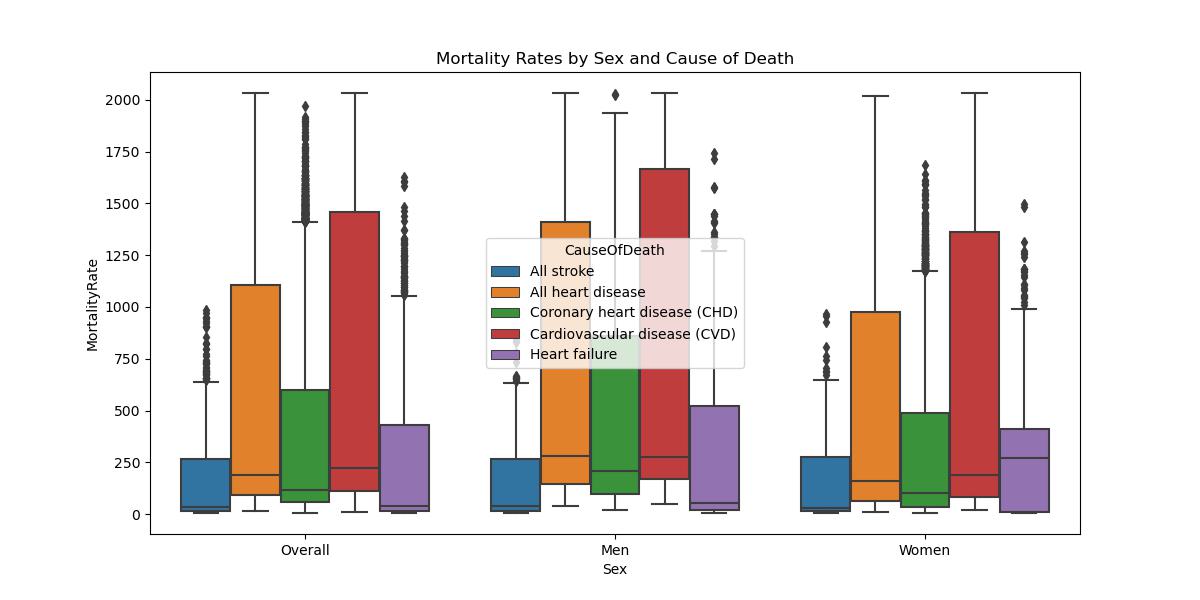 Mortality Rates by Sex and Cause of Death
MortalityRate
2000
1750
1500
1250
1000
750
500
250
0
CauseOfDeath
All stroke
All heart disease
Coronary heart disease (CHD)
Cardiovascular disease (CVD)
Heart failure
Overall
Men
Women
Sex